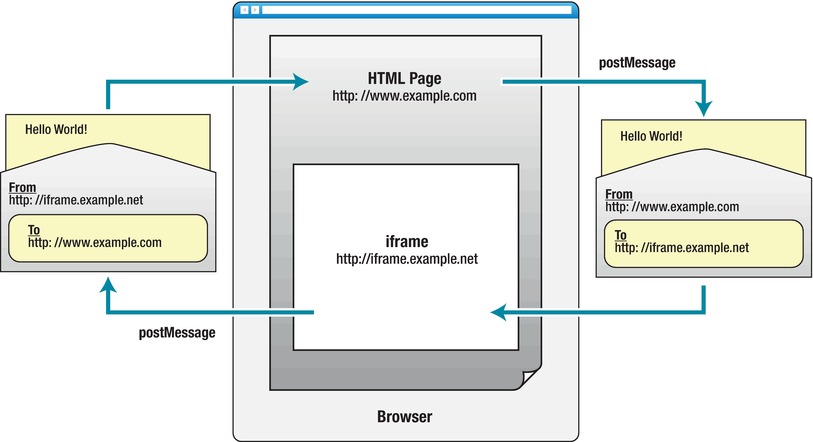 HTML Page
http: //www.example.com
postMessage
Hello World!
From
http: //iframe.example.net
To
http: //www.example.com
Hello World!
From
http: //www.example.com
To
http: //iframe.example.net
iframe
http://iframe.example.net
postMessage
Browser